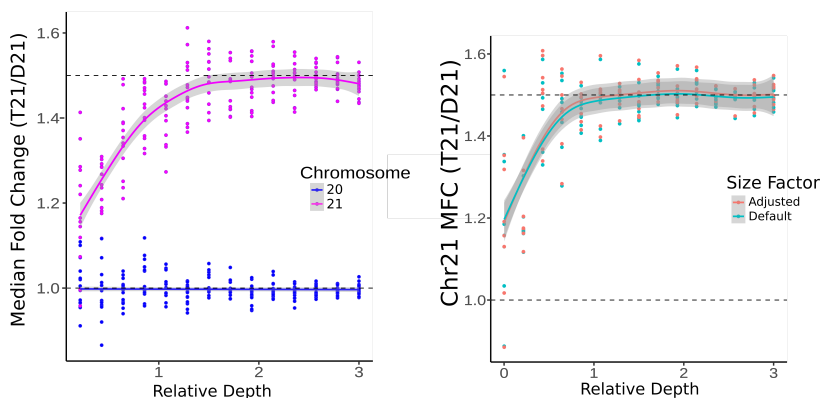 Median Fold Change (T21/D21)
1.6
1.4
1.2
1.0
1
2
3
Relative Depth
Chromosome
20
21
Chr21 MFC (T21/D21)
1.6
1.4
1.2
1.0
0
1
2
3
Relative Depth
Size Factor
Adjusted
Default